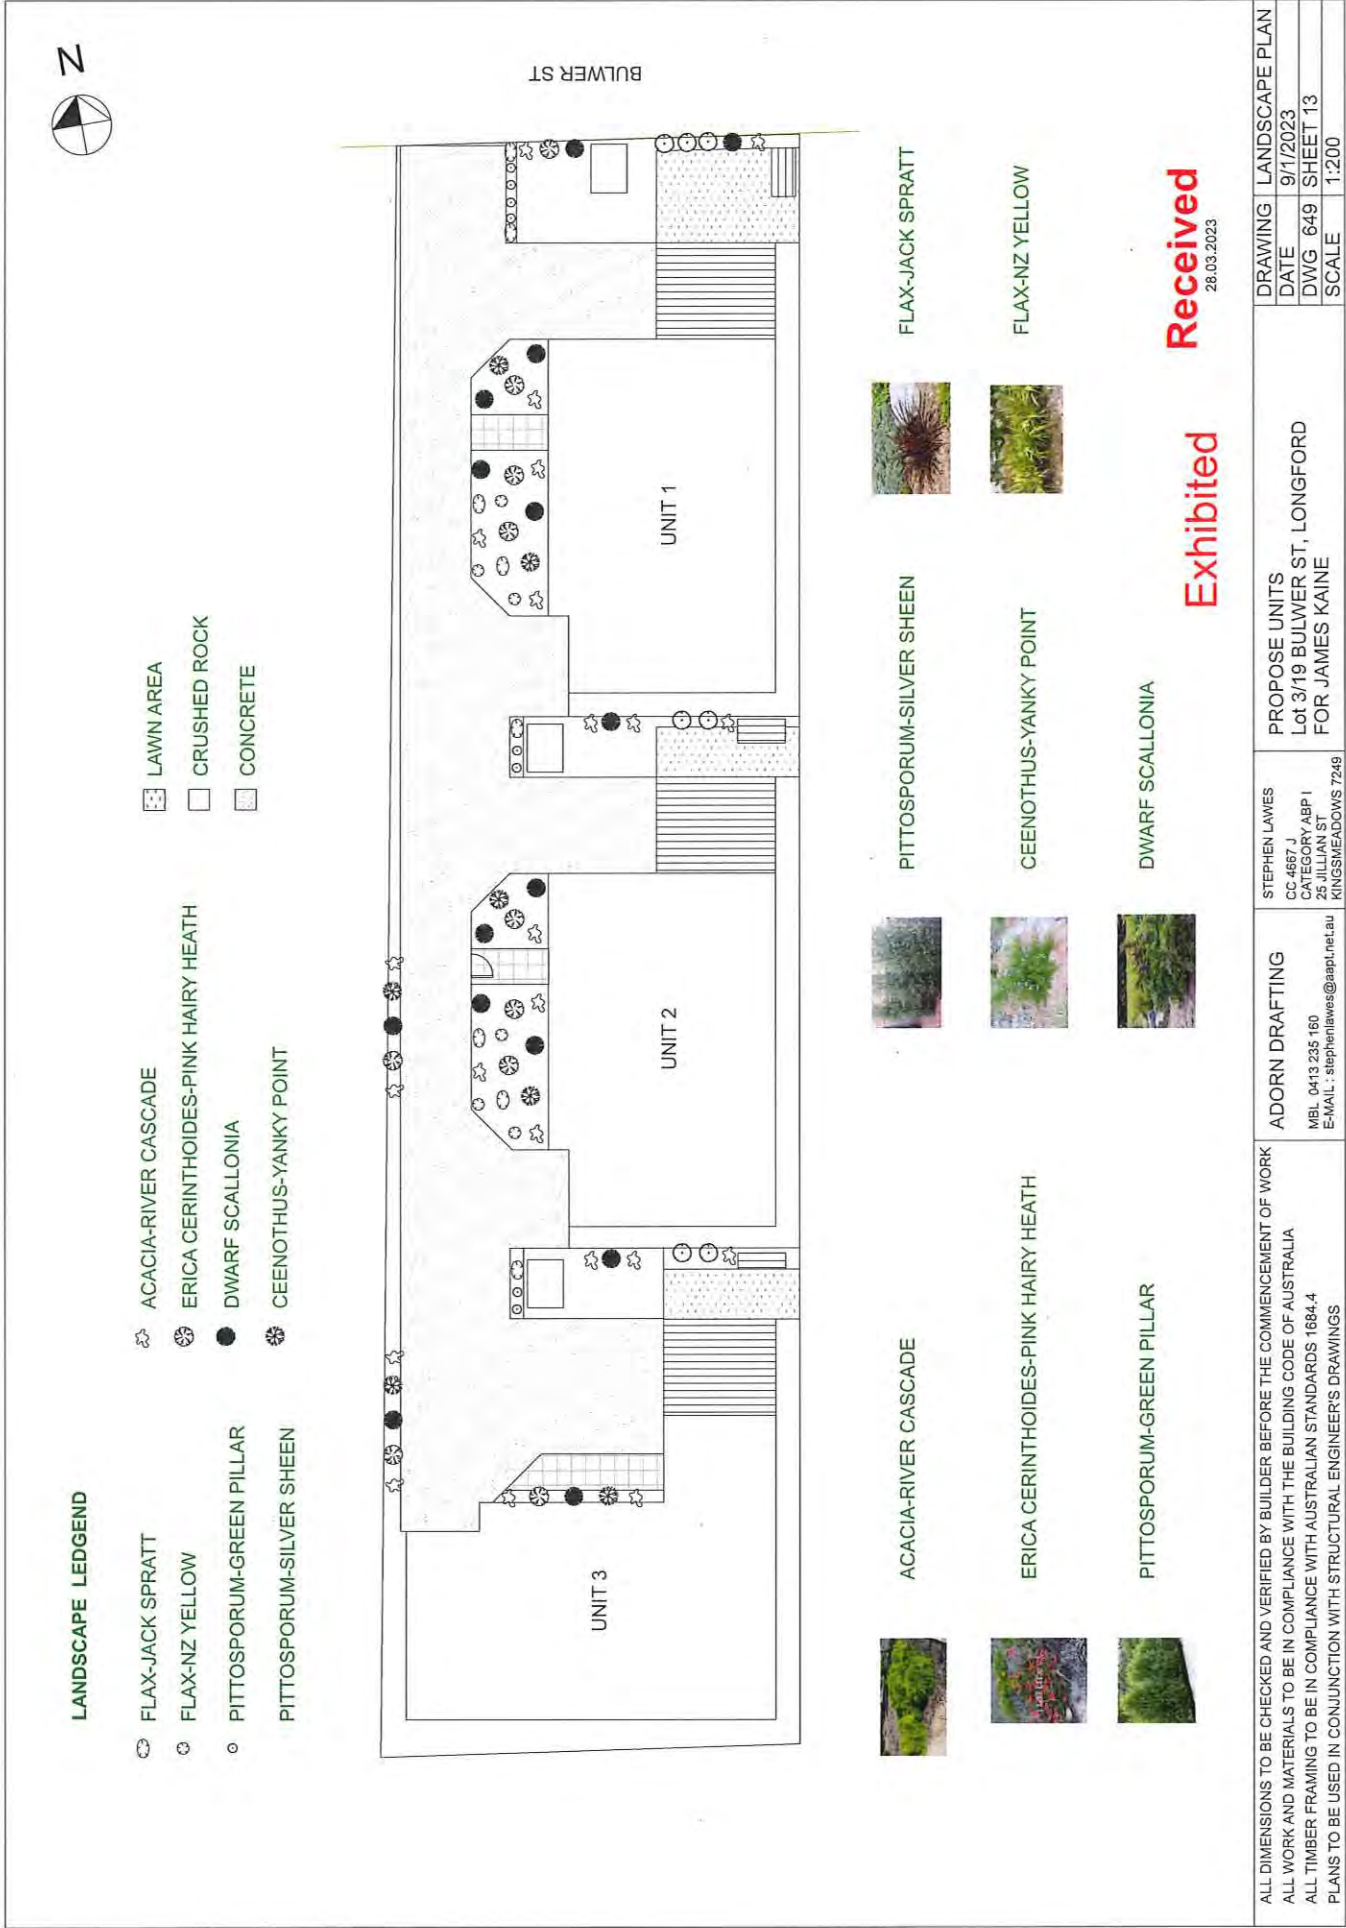 LANDSCAPE LEDGEND
FLAX-JACK SPRATT
FLAX-NZ YELLOW
PITTOSPORUM-GREEN PILLAR
PITTOSPORUM-SILVER SHEEN
ACACIA-RIVER CASCADE
ERICA CERINTHOIDES-PINK HAIRY HEATH
DWARF SCALLONIA
CEENOTHUS-YANKY POINT
LAWN AREA
CRUSHED ROCK
CONCRETE
N
BULWER ST
UNIT 3
UNIT 2
UNIT 1
ACACIA-RIVER CASCADE
PITTOSPORUM-SILVER SHEEN
FLAX-JACK SPRATT
ERICA CERINTHOIDES-PINK HAIRY HEATH
CEENOTHUS-YANKY POINT
FLAX-NZ YELLOW
PITTOSPORUM-GREEN PILLAR
DWARF SCALLONIA
Exhibited
Received
28.03.2023
ALL DIMENSIONS TO BE CHECKED AND VERIFIED BY BUILDER BEFORE THE COMMENCEMENT OF WORK
ALL WORK AND MATERIALS TO BE IN COMPLIANCE WITH THE BUILDING CODE OF AUSTRALIA
ALL TIMBER FRAMING TO BE IN COMPLIANCE WITH AUSTRALIAN STANDARDS 1684.4
PLANS TO BE USED IN CONJUNCTION WITH STRUCTURAL ENGINEER'S DRAWINGS
ADORN DRAFTING
MBL 0413 235 160
E-MAIL : stephenlawes@aapt.net.au
STEPHEN LAWES
CC 4667 J
CATEGORY ABP I
25 JILLIAN ST
KINGSMEADOWS 7249
PROPOSE UNITS
Lot 3/19 BULWER ST, LONGFORD
FOR JAMES KAINE
DRAWING LANDSCAPE PLAN
DATE 9/1/2023
DWG 649 SHEET 13
SCALE 1:200